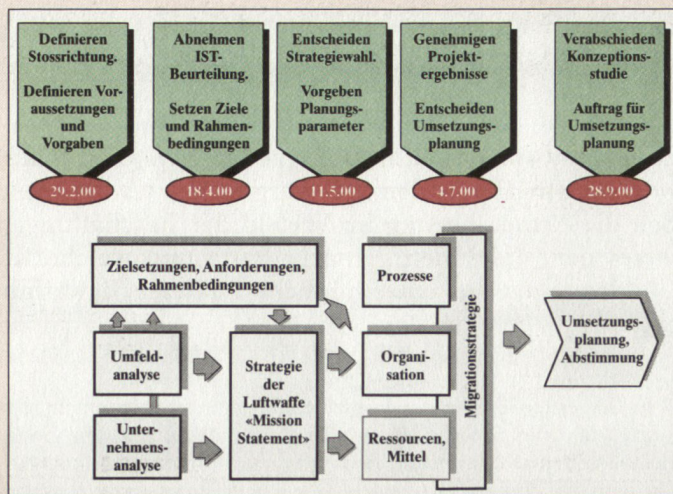 Definieren
Stossrichtung.
Definieren Vor-
aussetzungen
und
Vorgaben
29.2.00
Abnehmen
IST-
Beurteilung.
Setzen Ziele
und Rahmen-
bedingungen
18.4.00
Entscheiden
Strategiewahl.
Vorgeben
Planungs-
parameter
11.5.00
Genehmigen
Projekt-
ergebnisse
Entscheiden
Umsetzungs-
planung
4.7.00
Verabschieden
Konzeptions-
studie
Auftrag für
Umsetzungs-
planung
28.9.00
Zielsetzungen, Anforderungen,
Rahmenbedingungen
Prozesse
Umfeld-
analyse
Strategie
der
Luftwaffe
«Mission
Statement»
Organi-
sation
Migrationsstrategie
Umsetzungs-
planung,
Abstimmung
Unter-
nehmens-
analyse
Ressourcen,
Mittel